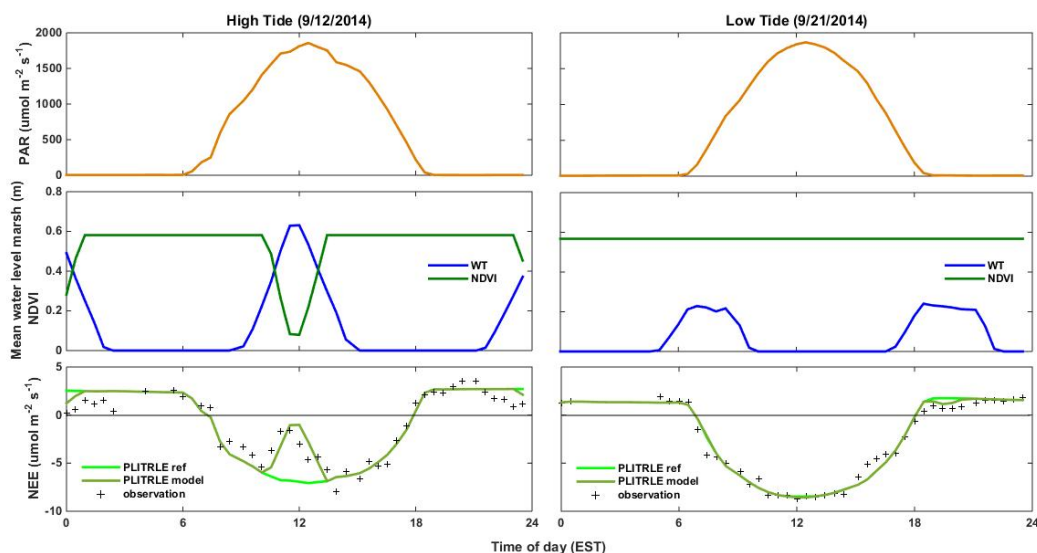 High Tide (9/12/2014)
Low Tide (9/21/2014)
PAR (umol m-2 s-1)
2000
1500
1000
500
0
Mean water level marsh (m)
NDVI
0.8
0.6
0.4
0.2
0
WT
NDVI
WT
NDVI
NEE (umol m-2 s-1)
5
0
-5
-10
PLITRLE ref
PLITRLE model
observation
PLITRLE ref
PLITRLE model
observation
0 6 12 18 24
0 6 12 18 24
Time of day (EST)